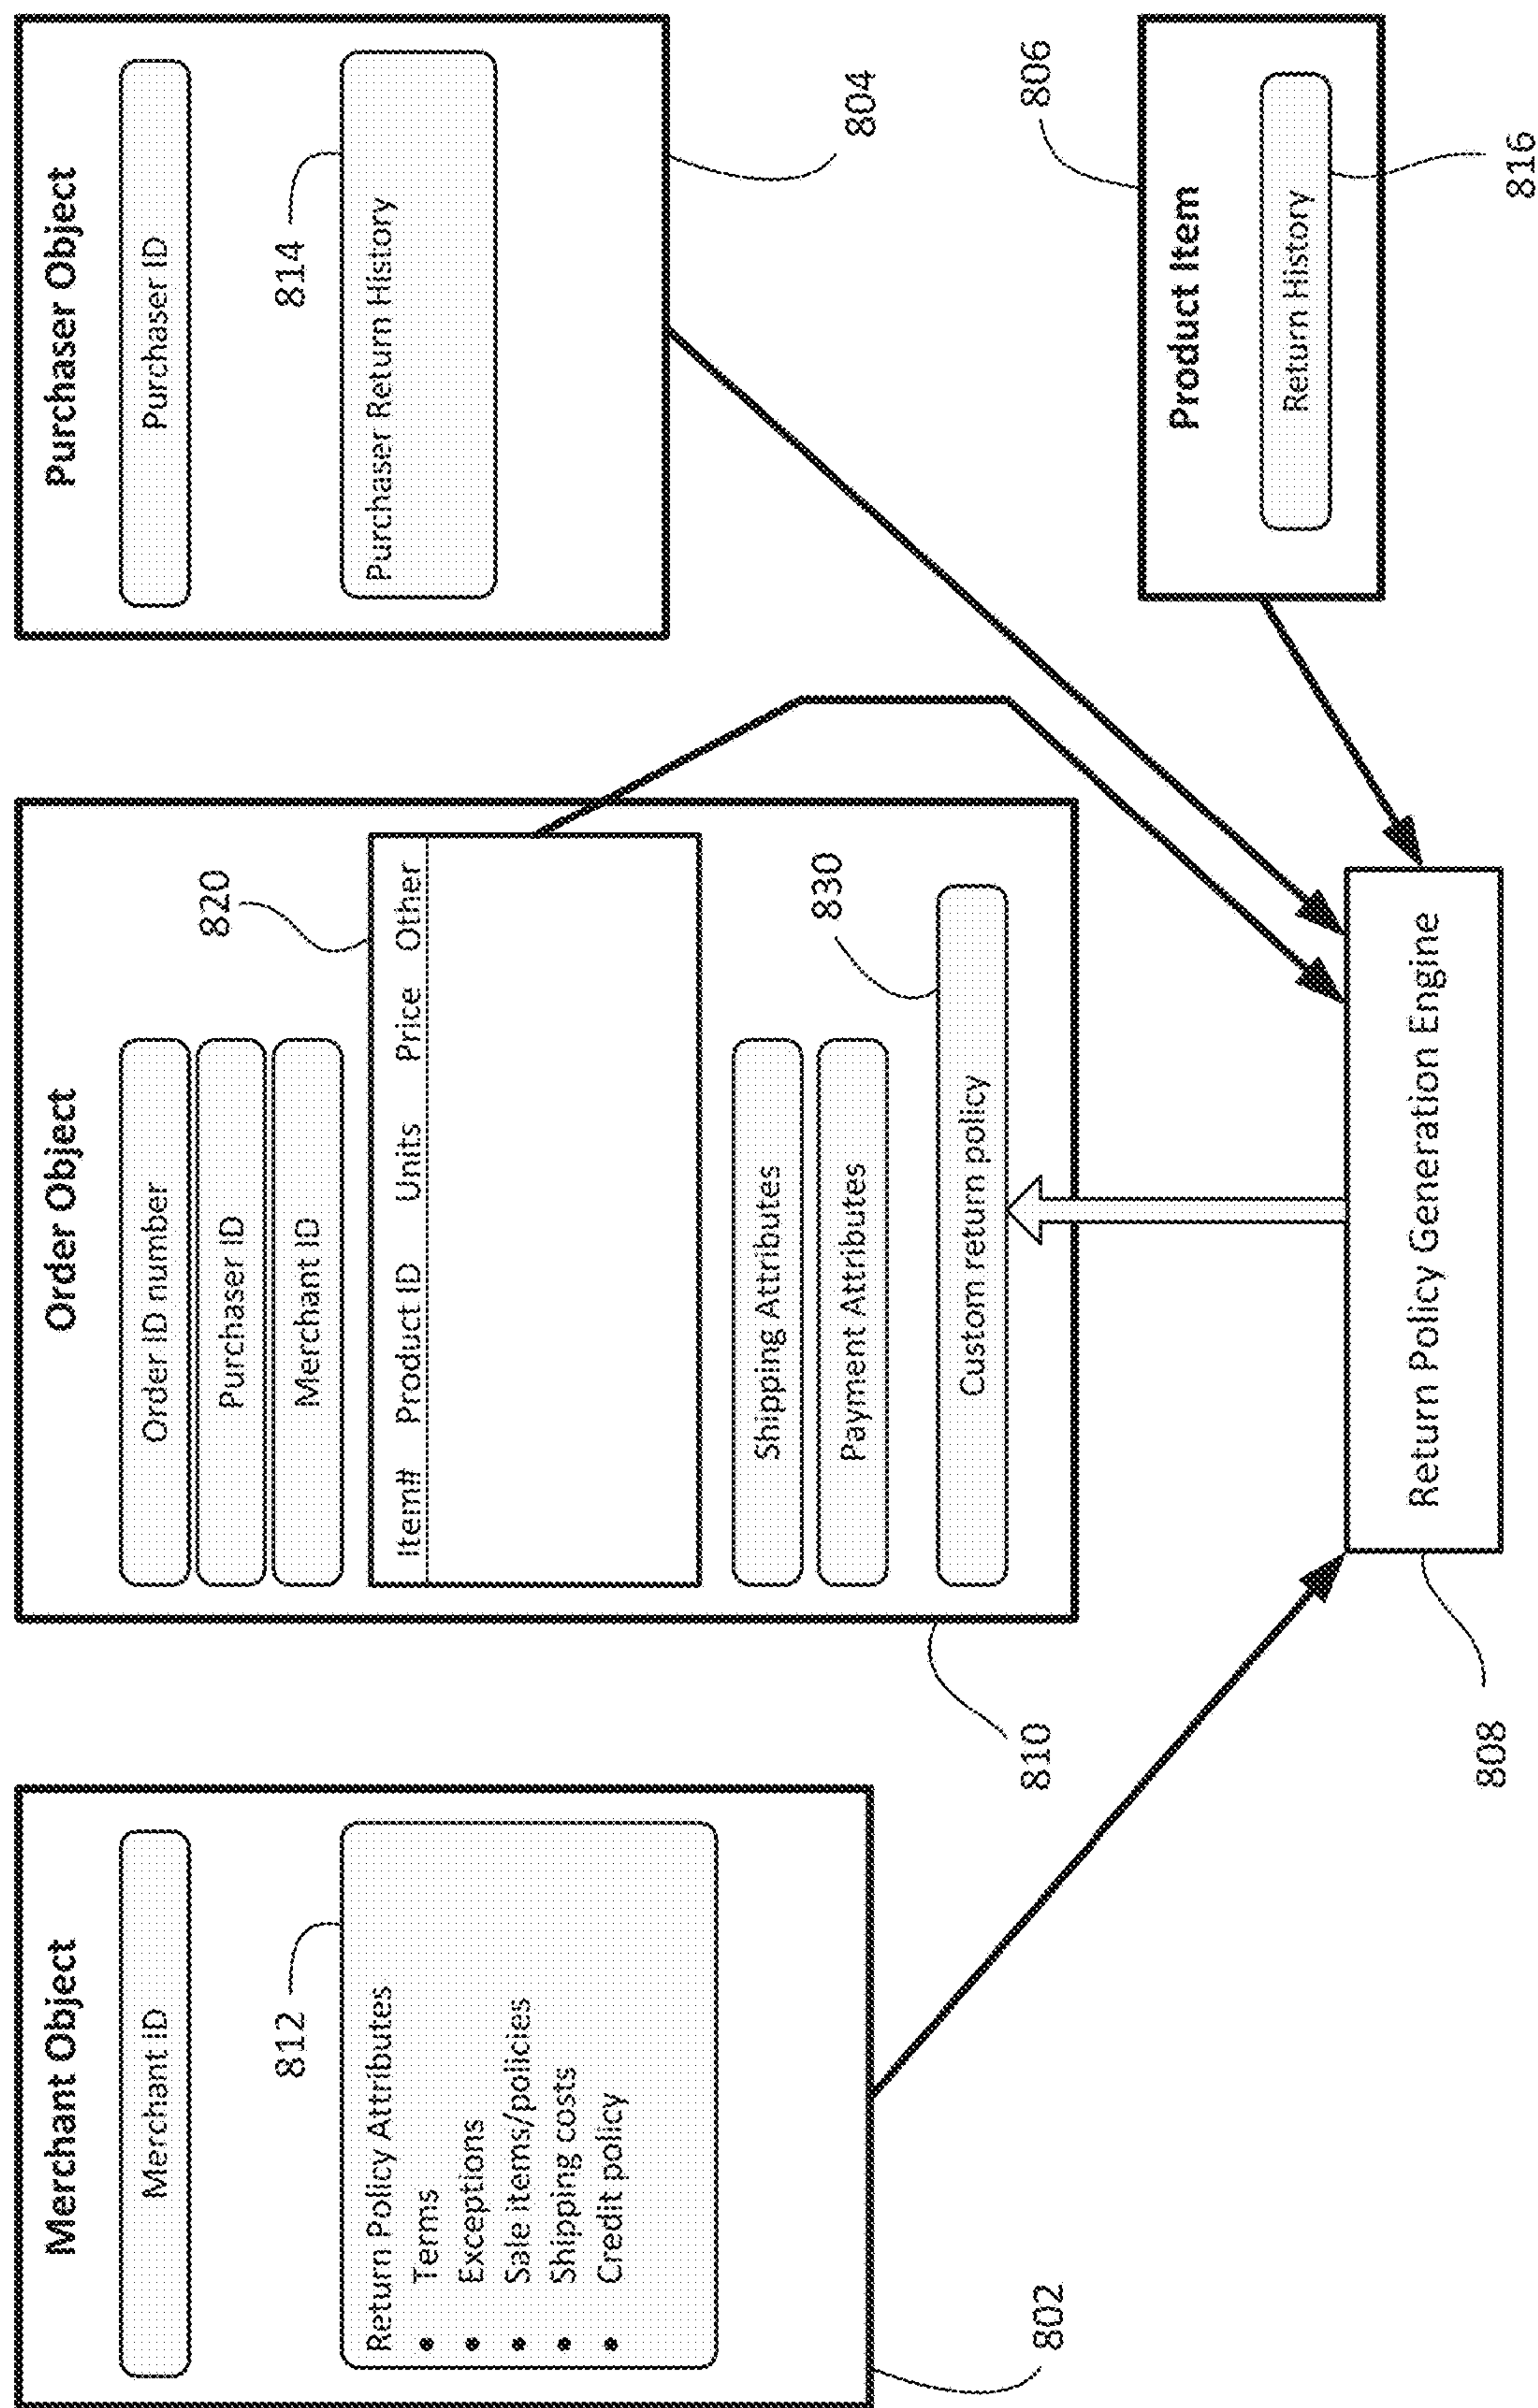 Merchant Object
Merchant ID
812
Return Policy Attributes
• Terms
• Exceptions
• Sale items/policies
• Shipping costs
• Credit policy
802
Order Object
Order ID number
Purchaser ID
Merchant ID
820
Item# Product ID Units Price Other
Shipping Attributes
Payment Attributes
830
Custom return policy
810
Purchaser Object
Purchaser ID
814
Purchaser Return History
804
806
Product Item
Return History
816
Return Policy Generation Engine
808